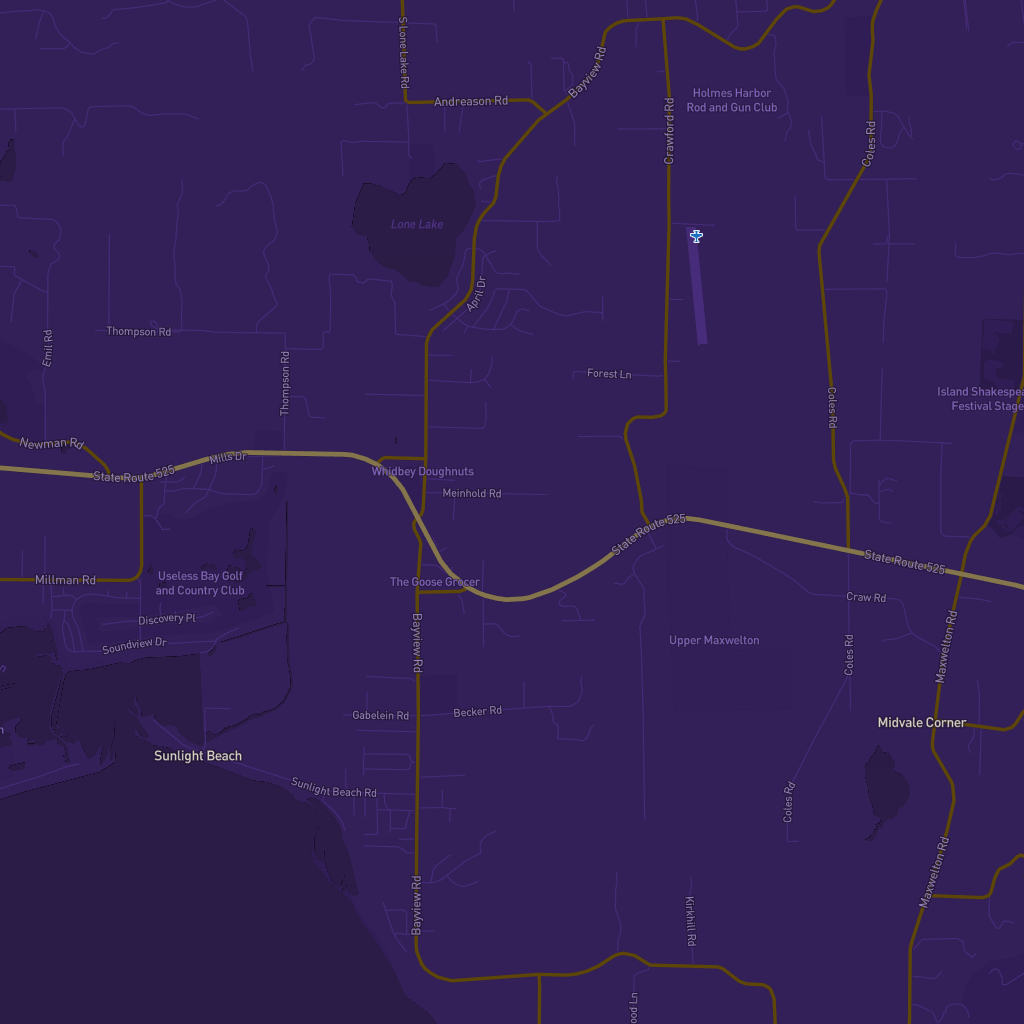 S Lone Lake Rd
Andreason Rd
Bayview Rd
Holmes Harbor
Rod and Gun Club
Crawford Rd
Coles Rd
Lone Lake
April Dr
Emil Rd
Thompson Rd
Thompson Rd
Forest Ln
Coles Rd
Island Shakespea
Festival Stage
Newman Rd
State Route 525
Mills Dr
Whidbey Doughnuts
Meinhold Rd
State Route 525
State Route 525
Millman Rd
Useless Bay Golf
and Country Club
The Goose Grocer
Craw Rd
Discovery Pl
Soundview Dr
Bayview Rd
Upper Maxwelton
Coles Rd
Maxwelton Rd
Gabelein Rd
Becker Rd
Midvale Corner
Sunlight Beach
Sunlight Beach Rd
Coles Rd
Maxwelton Rd
Bayview Rd
Kirkhill Rd
ood Ln